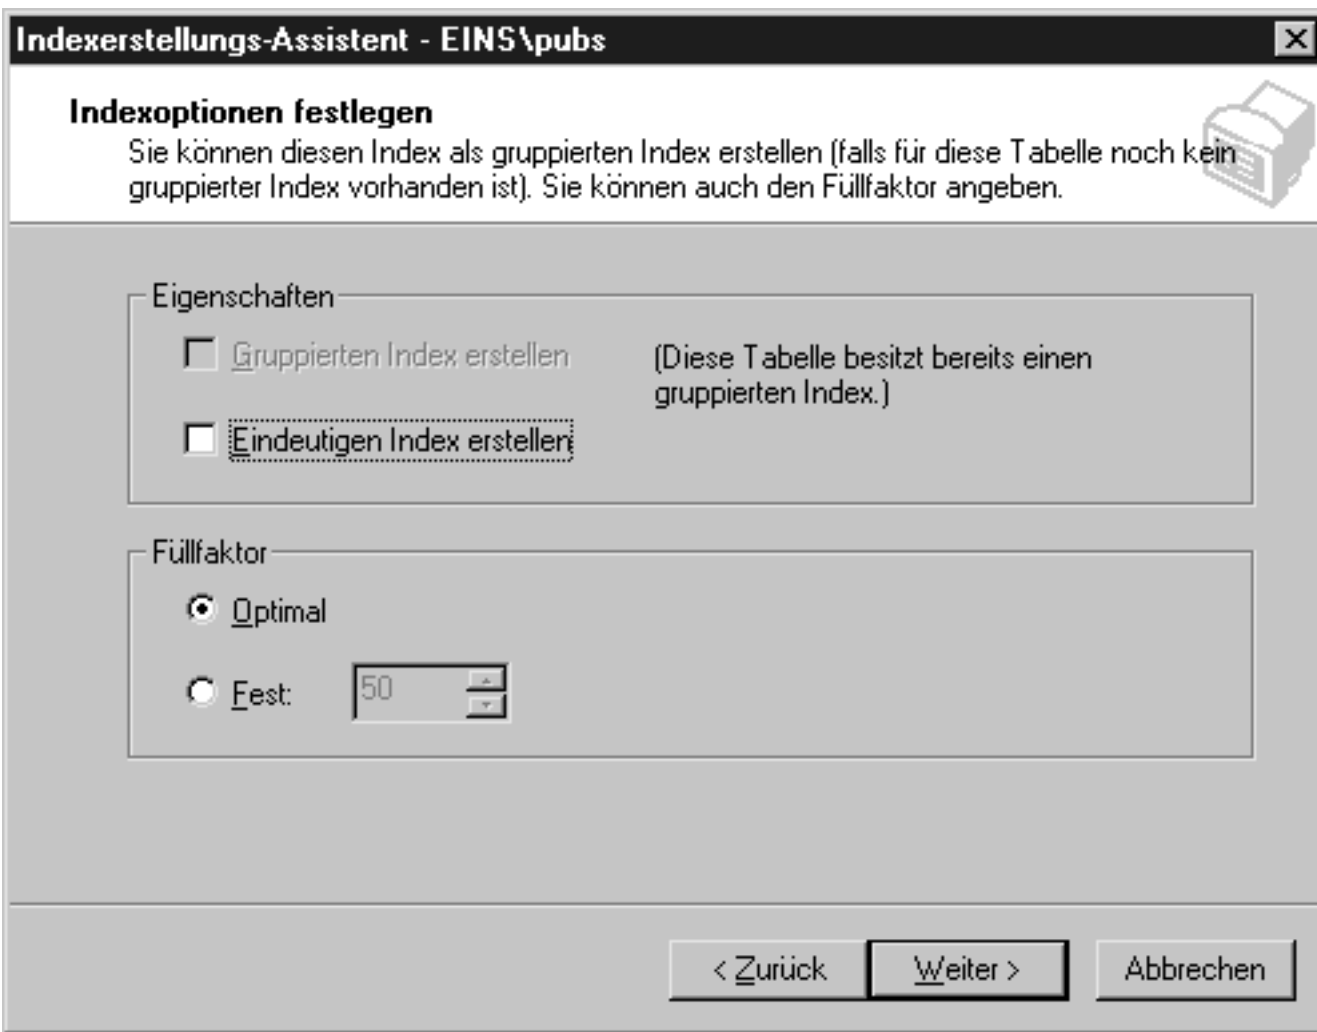 Indexerstellungs-Assistent - EINS\pubs
Indexoptionen festlegen
Sie können diesen Index als gruppierten Index erstellen (falls für diese Tabelle noch kein
gruppierter Index vorhanden ist). Sie können auch den Füllfaktor angeben.
Eigenschaften
Gruppierten Index erstellen
(Diese Tabelle besitzt bereits einen
gruppierten Index.)
Eindeutigen Index erstellen
Füllfaktor
Optimal
Fest: 50
< Zurück Weiter > Abbrechen